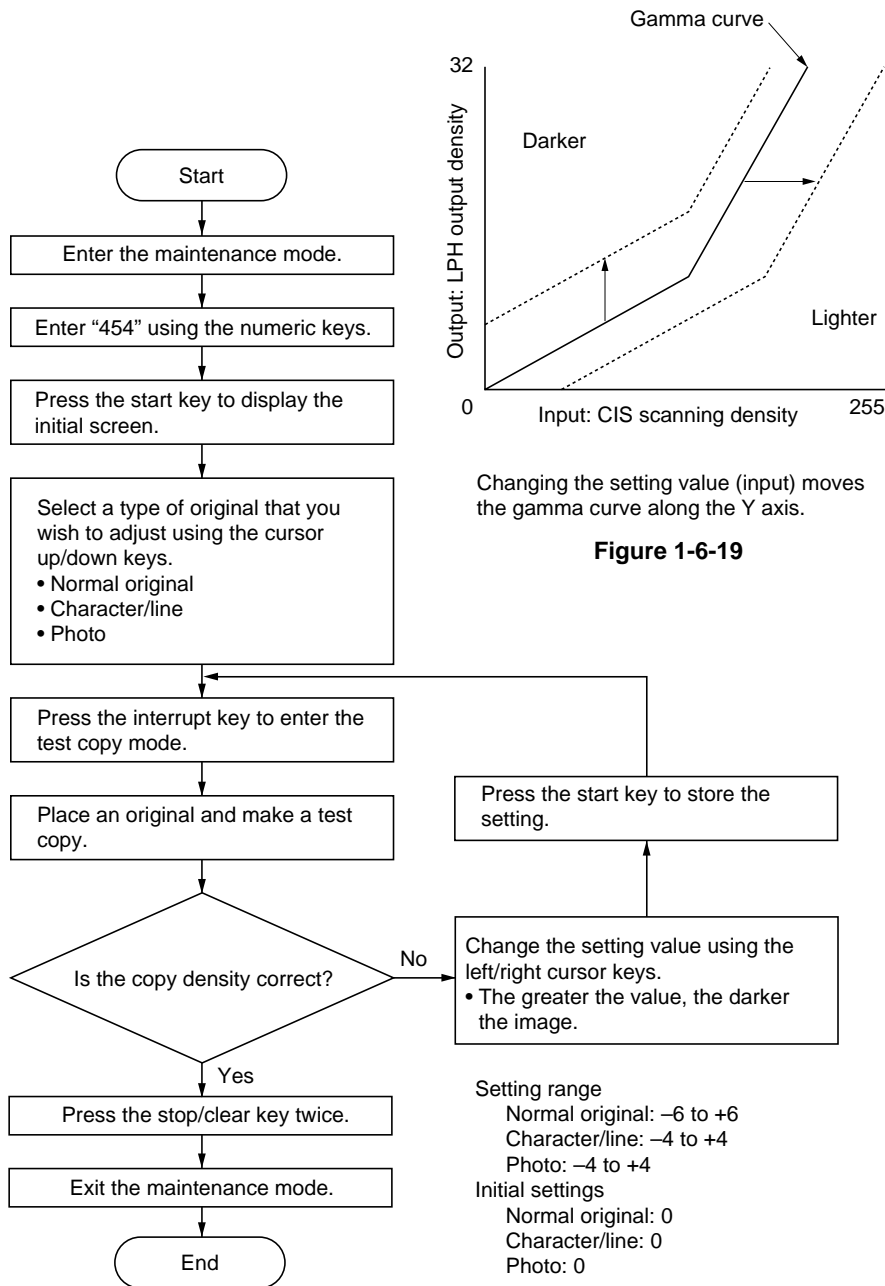 Start
Enter the maintenance mode.
Enter “454” using the numeric keys.
Press the start key to display the
initial screen.
Select a type of original that you
wish to adjust using the cursor
up/down keys.
• Normal original
• Character/line
• Photo
Press the interrupt key to enter the
test copy mode.
Place an original and make a test
copy.
Is the copy density correct?
No
Change the setting value using the
left/right cursor keys.
• The greater the value, the darker
the image.
Press the start key to store the
setting.
Yes
Press the stop/clear key twice.
Exit the maintenance mode.
End
Gamma curve
32
Output: LPH output density
Darker
Lighter
0
Input: CIS scanning density
255
Changing the setting value (input) moves
the gamma curve along the Y axis.
Figure 1-6-19
Setting range
Normal original: –6 to +6
Character/line: –4 to +4
Photo: –4 to +4
Initial settings
Normal original: 0
Character/line: 0
Photo: 0